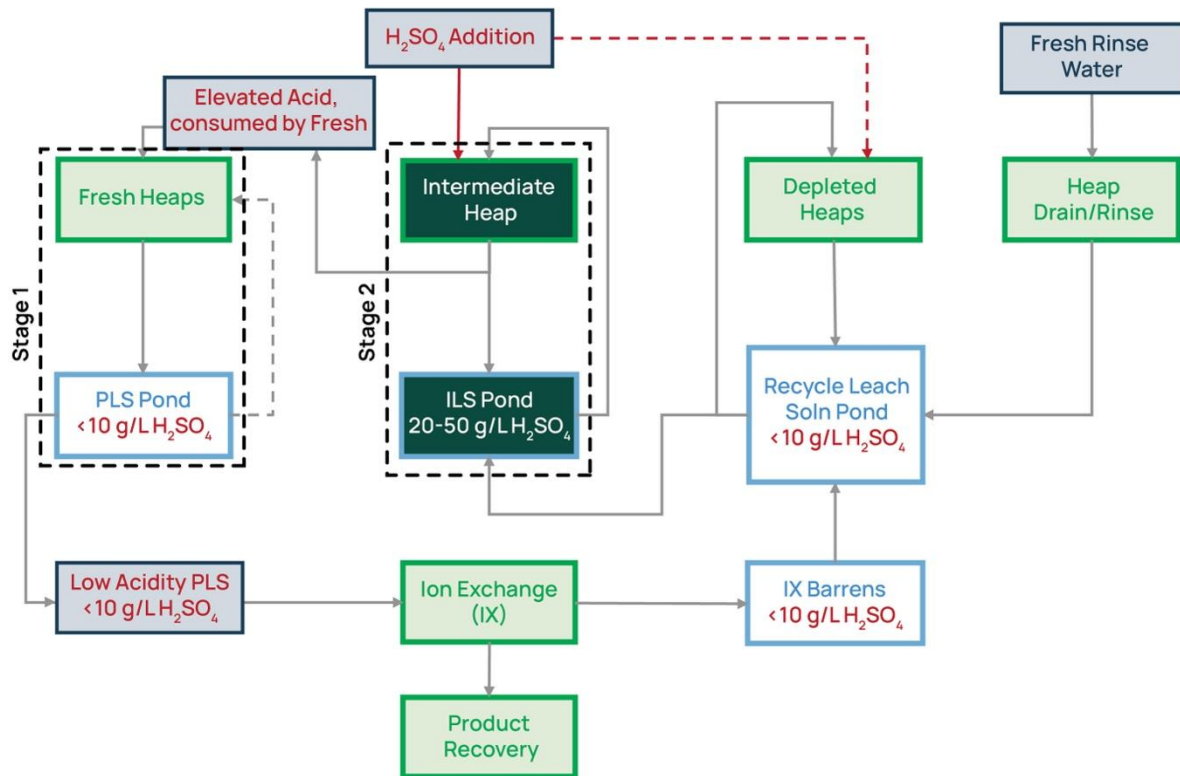 H₂SO₄ Addition
Fresh Rinse
Water
Elevated Acid,
consumed by Fresh
Fresh Heaps
Intermediate
Heap
Depleted
Heaps
Heap
Drain/Rinse
Stage 1
Stage 2
PLS Pond
<10 g/L H₂SO₄
ILS Pond
20-50 g/L H₂SO₄
Recycle Leach
Soln Pond
<10 g/L H₂SO₄
Low Acidity PLS
<10 g/L H₂SO₄
Ion Exchange
(IX)
IX Barrens
<10 g/L H₂SO₄
Product
Recovery